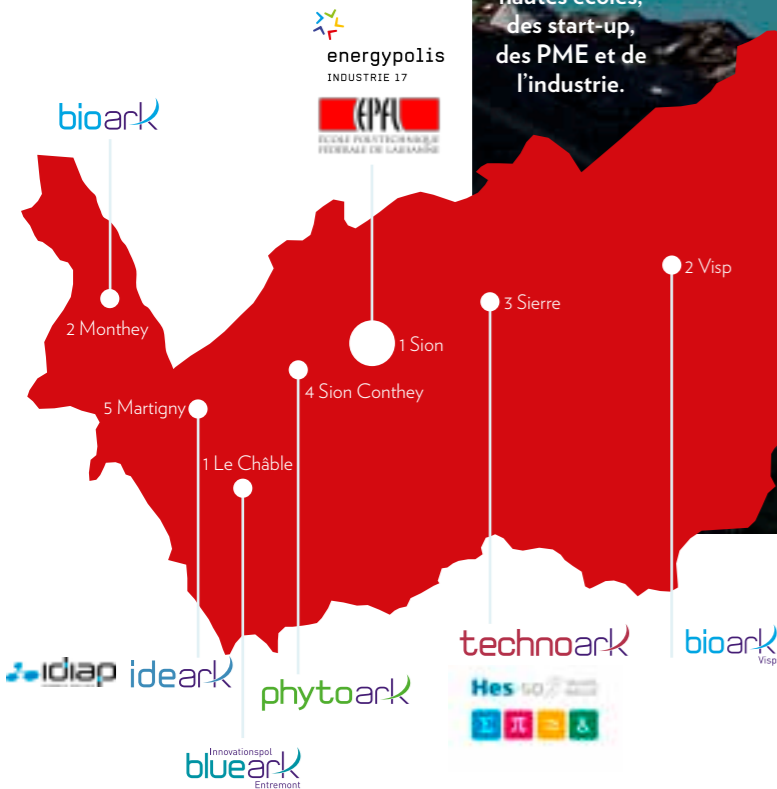 hautes écoles,
des start-up,
des PME et de
l'industrie.
energypolis
INDUSTRIE 17
EPFL
ECOLE POLYTECHNIQUE
FEDERALE DE LAUSANNE
bioark
2 Visp
3 Sierre
2 Monthey
1 Sion
4 Sion Conthey
5 Martigny
1 Le Châble
technoark
bioark
Visp
idiap
ideark
phytoark
Hes·so
Σ π ≈ &
Innovationspol
blueark
Entremont